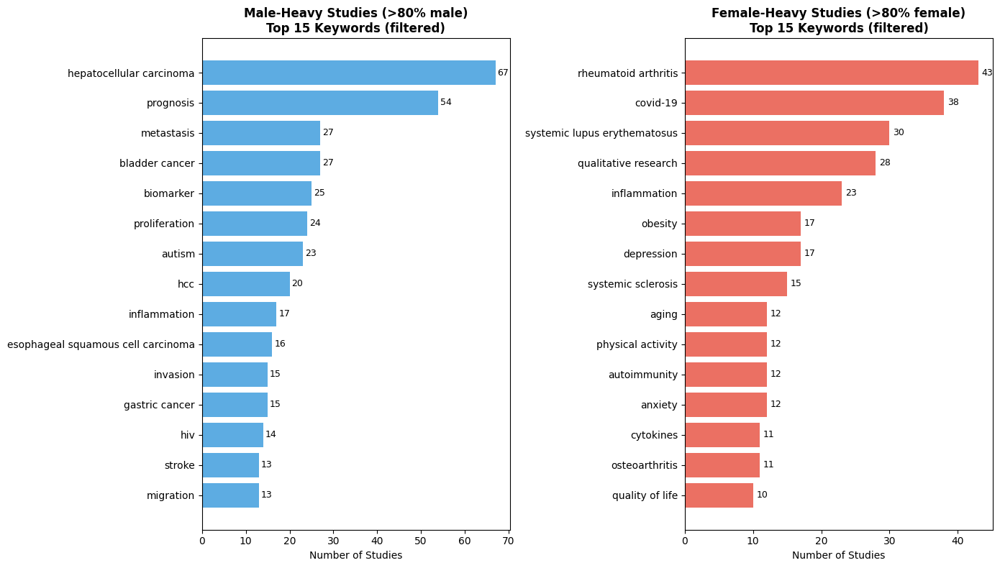 Male-Heavy Studies (>80% male)
Top 15 Keywords (filtered)
hepatocellular carcinoma 67
prognosis 54
metastasis 27
bladder cancer 27
biomarker 25
proliferation 24
autism 23
hcc 20
inflammation 17
esophageal squamous cell carcinoma 16
invasion 15
gastric cancer 15
hiv 14
stroke 13
migration 13
0 10 20 30 40 50 60 70
Number of Studies
Female-Heavy Studies (>80% female)
Top 15 Keywords (filtered)
rheumatoid arthritis 43
covid-19 38
systemic lupus erythematosus 30
qualitative research 28
inflammation 23
obesity 17
depression 17
systemic sclerosis 15
aging 12
physical activity 12
autoimmunity 12
anxiety 12
cytokines 11
osteoarthritis 11
quality of life 10
0 10 20 30 40
Number of Studies